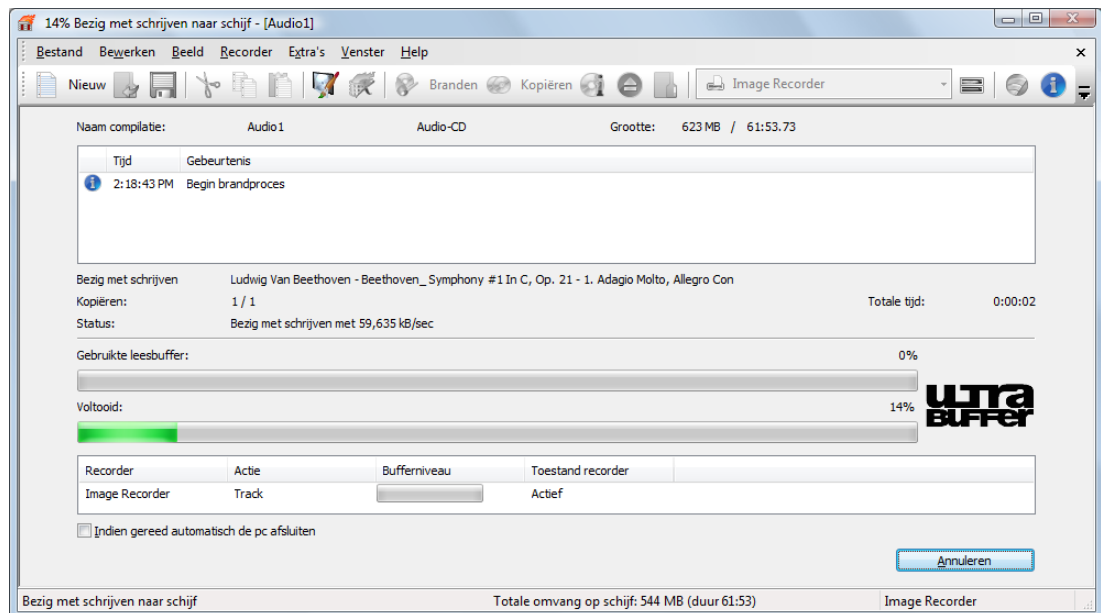 14% Bezig met schrijven naar schijf - [Audio1]
Bestand Bewerken Beeld Recorder Extra's Venster Help
Nieuw Branden Kopiëren Image Recorder
Naam compilatie: Audio1 Audio-CD Grootte: 623 MB / 61:53.73
Tijd Gebeurtenis
2:18:43 PM Begin brandproces
Bezig met schrijven Ludwig Van Beethoven - Beethoven_ Symphony #1 In C, Op. 21 - 1. Adagio Molto, Allegro Con
Kopiëren: 1 / 1 Totale tijd: 0:00:02
Status: Bezig met schrijven met 59,635 kB/sec
Gebruikte leesbuffer: 0%
Voltooid: 14%
ULTRA
BUFFER
Recorder Actie Bufferniveau Toestand recorder
Image Recorder Track Actief
Indien gereed automatisch de pc afsluiten
Annuleren
Bezig met schrijven naar schijf Totale omvang op schijf: 544 MB (duur 61:53) Image Recorder